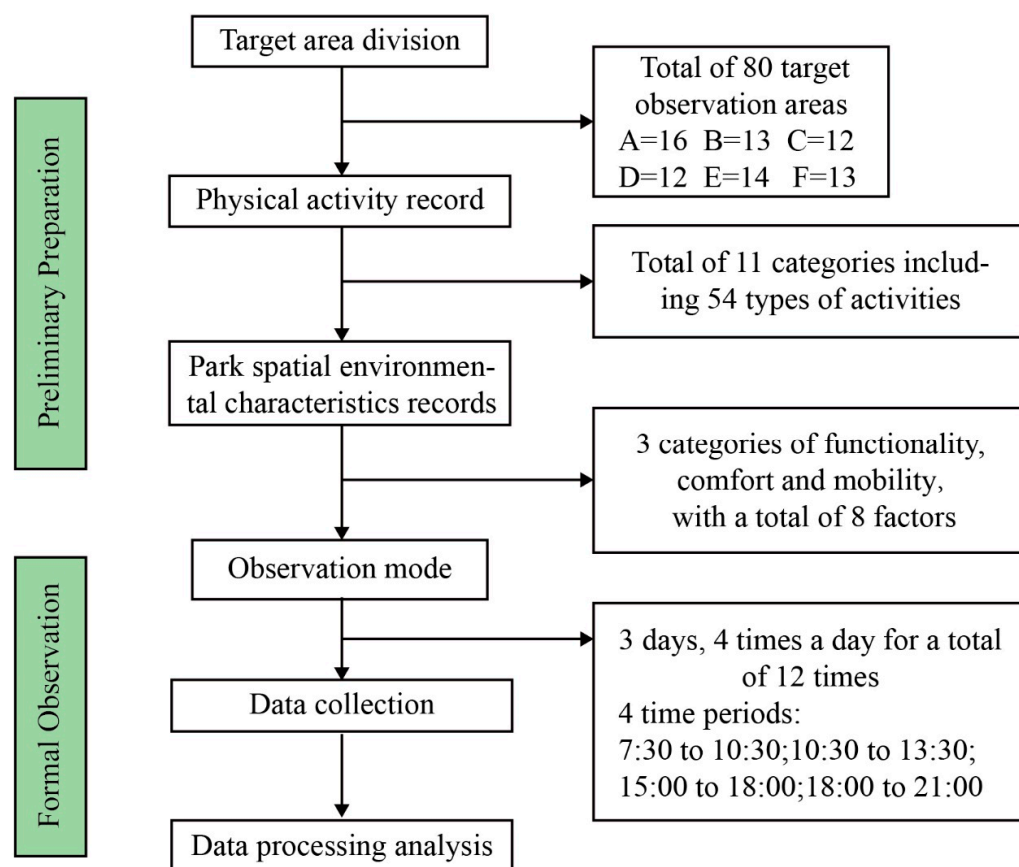 Target area division
Total of 80 target
observation areas
A=16 B=13 C=12
D=12 E=14 F=13
Preliminary Preparation
Physical activity record
Total of 11 categories includ-
ing 54 types of activities
Park spatial environmen-
tal characteristics records
3 categories of functionality,
comfort and mobility,
with a total of 8 factors
Formal Observation
Observation mode
3 days, 4 times a day for a total
of 12 times
4 time periods:
7:30 to 10:30;10:30 to 13:30;
15:00 to 18:00;18:00 to 21:00
Data collection
Data processing analysis